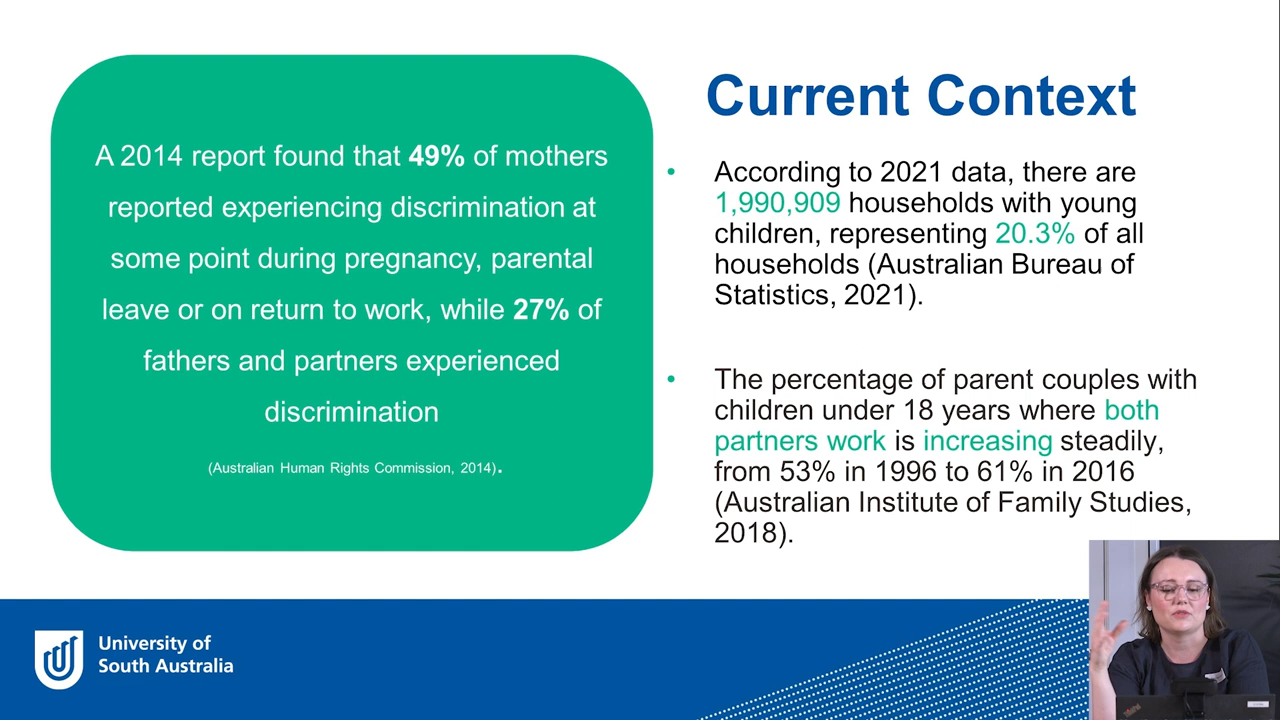 A 2014 report found that 49% of mothers
reported experiencing discrimination at
some point during pregnancy, parental
leave or on return to work, while 27% of
fathers and partners experienced
discrimination
(Australian Human Rights Commission, 2014).
Current Context
• According to 2021 data, there are
1,990,909 households with young
children, representing 20.3% of all
households (Australian Bureau of
Statistics, 2021).
• The percentage of parent couples with
children under 18 years where both
partners work is increasing steadily,
from 53% in 1996 to 61% in 2016
(Australian Institute of Family Studies,
2018).
University of
South Australia